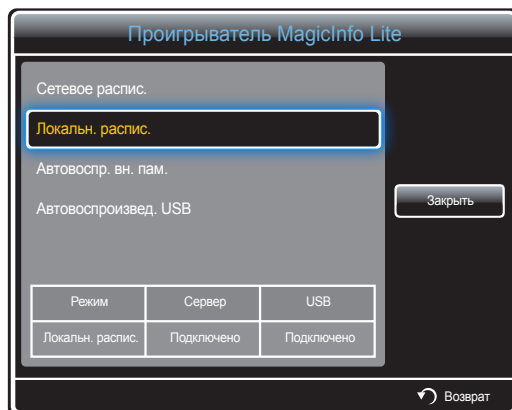 Проигрыватель MagicInfo Lite
Сетевое распис.
Локальн. распис.
Автовоспр. вн. пам.
Автовоспроизвед. USB
Закрыть
Режим Сервер USB
Локальн. распис. Подключено Подключено
Возврат